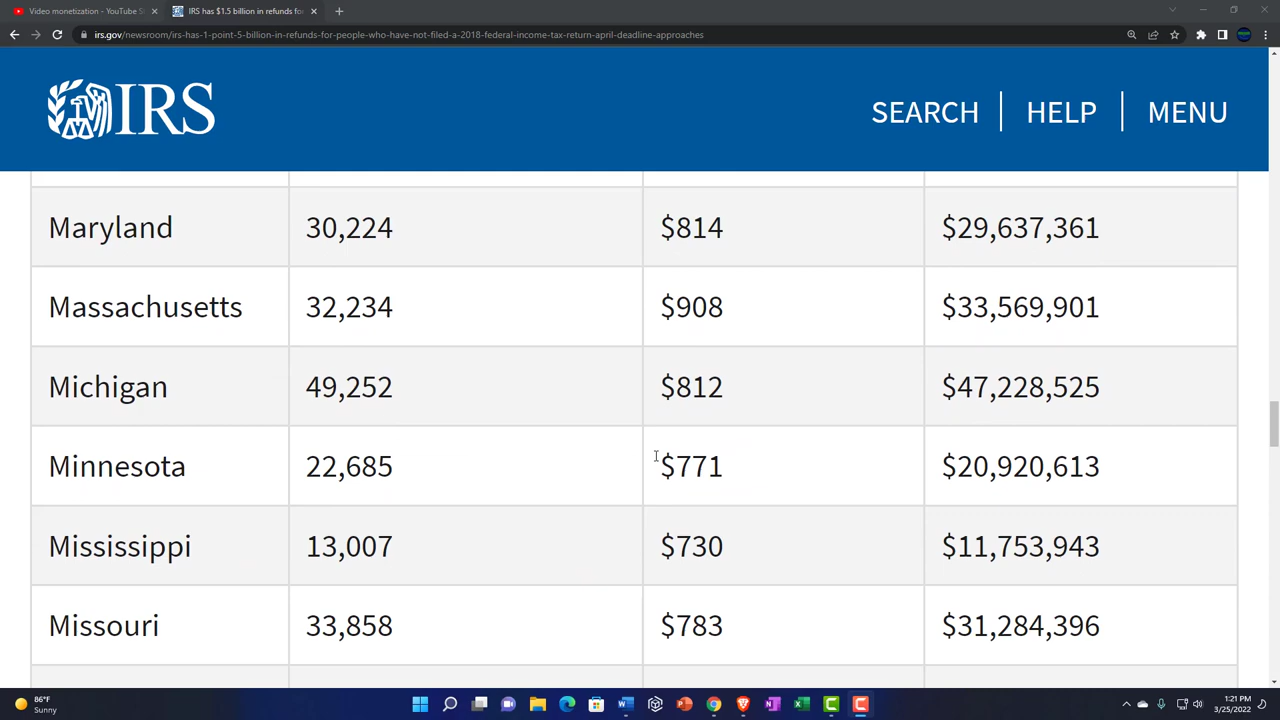 Video monetization - YouTube S
IRS has $1.5 billion in refunds for
irs.gov/newsroom/irs-has-1-point-5-billion-in-refunds-for-people-who-have-not-filed-a-2018-federal-income-tax-return-april-deadline-approaches
IRS
SEARCH
HELP
MENU
Maryland 30,224 $814 $29,637,361
Massachusetts 32,234 $908 $33,569,901
Michigan 49,252 $812 $47,228,525
Minnesota 22,685 $771 $20,920,613
Mississippi 13,007 $730 $11,753,943
Missouri 33,858 $783 $31,284,396
86°F
Sunny
1:21 PM
3/25/2022